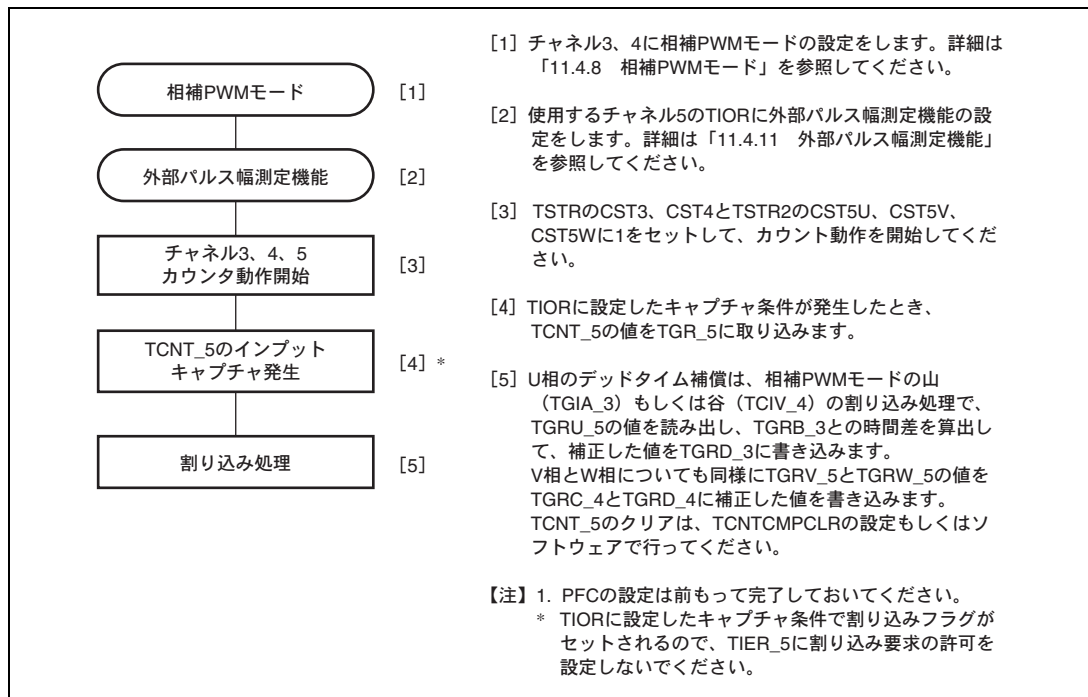 相補PWMモード
[1]
外部パルス幅測定機能
[2]
チャネル3、4、5
カウンタ動作開始
[3]
TCNT_5のインプット
キャプチャ発生
[4] *
割り込み処理
[5]
[1] チャネル3、4に相補PWMモードの設定をします。詳細は
「11.4.8 相補PWMモード」を参照してください。
[2] 使用するチャネル5のTIORに外部パルス幅測定機能の設
定をします。詳細は「11.4.11 外部パルス幅測定機能」
を参照してください。
[3] TSTRのCST3、CST4とTSTR2のCST5U、CST5V、
CST5Wに1をセットして、カウント動作を開始してくだ
さい。
[4] TIORに設定したキャプチャ条件が発生したとき、
TCNT_5の値をTGR_5に取り込みます。
[5] U相のデッドタイム補償は、相補PWMモードの山
(TGIA_3)もしくは谷(TCIV_4)の割り込み処理で、
TGRU_5の値を読み出し、TGRB_3との時間差を算出し
て、補正した値をTGRD_3に書き込みます。
V相とW相についても同様にTGRV_5とTGRW_5の値を
TGRC_4とTGRD_4に補正した値を書き込みます。
TCNT_5のクリアは、TCNTCMPCLRの設定もしくはソ
フトウェアで行ってください。
【注】1. PFCの設定は前もって完了しておいてください。
* TIORに設定したキャプチャ条件で割り込みフラグが
セットされるので、TIER_5に割り込み要求の許可を
設定しないでください。